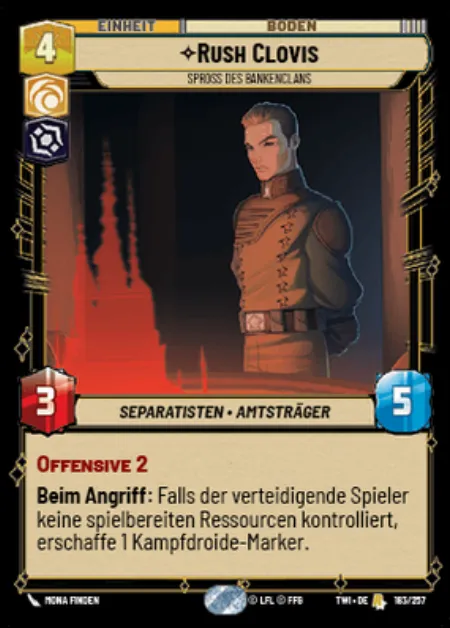 EINHEIT BODEN
4
✧RUSH CLOVIS
SPROSS DES BANKENCLANS
3
SEPARATISTEN • AMTSTRÄGER
5
OFFENSIVE 2
Beim Angriff: Falls der verteidigende Spieler
keine spielbereiten Ressourcen kontrolliert,
erschaffe 1 Kampfdroide-Marker.
MONA FINDEN © LFL © FFG TWI • DE 183/257